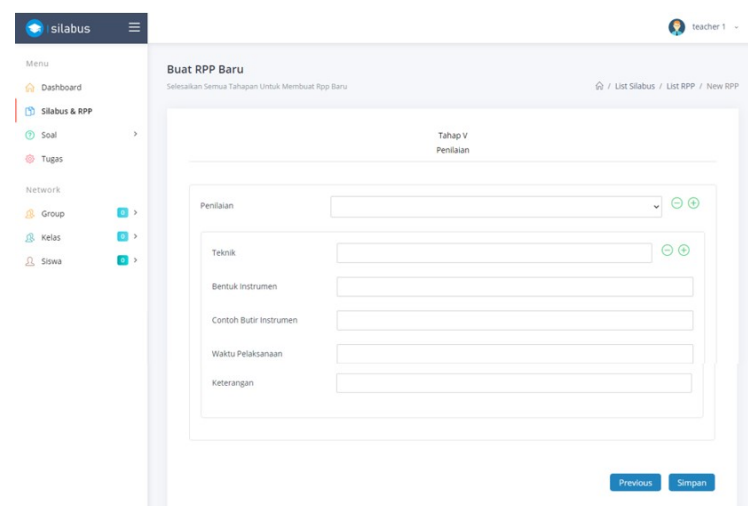 silabus
teacher 1
Menu
Dashboard
Silabus & RPP
Soal
Tugas
Network
Group 0
Kelas 0
Siswa 0
Buat RPP Baru
Selesaikan Semua Tahapan Untuk Membuat Rpp Baru
/ List Silabus / List RPP / New RPP
Tahap V
Penilaian
Penilaian
Teknik
Bentuk Instrumen
Contoh Butir Instrumen
Waktu Pelaksanaan
Keterangan
Previous Simpan